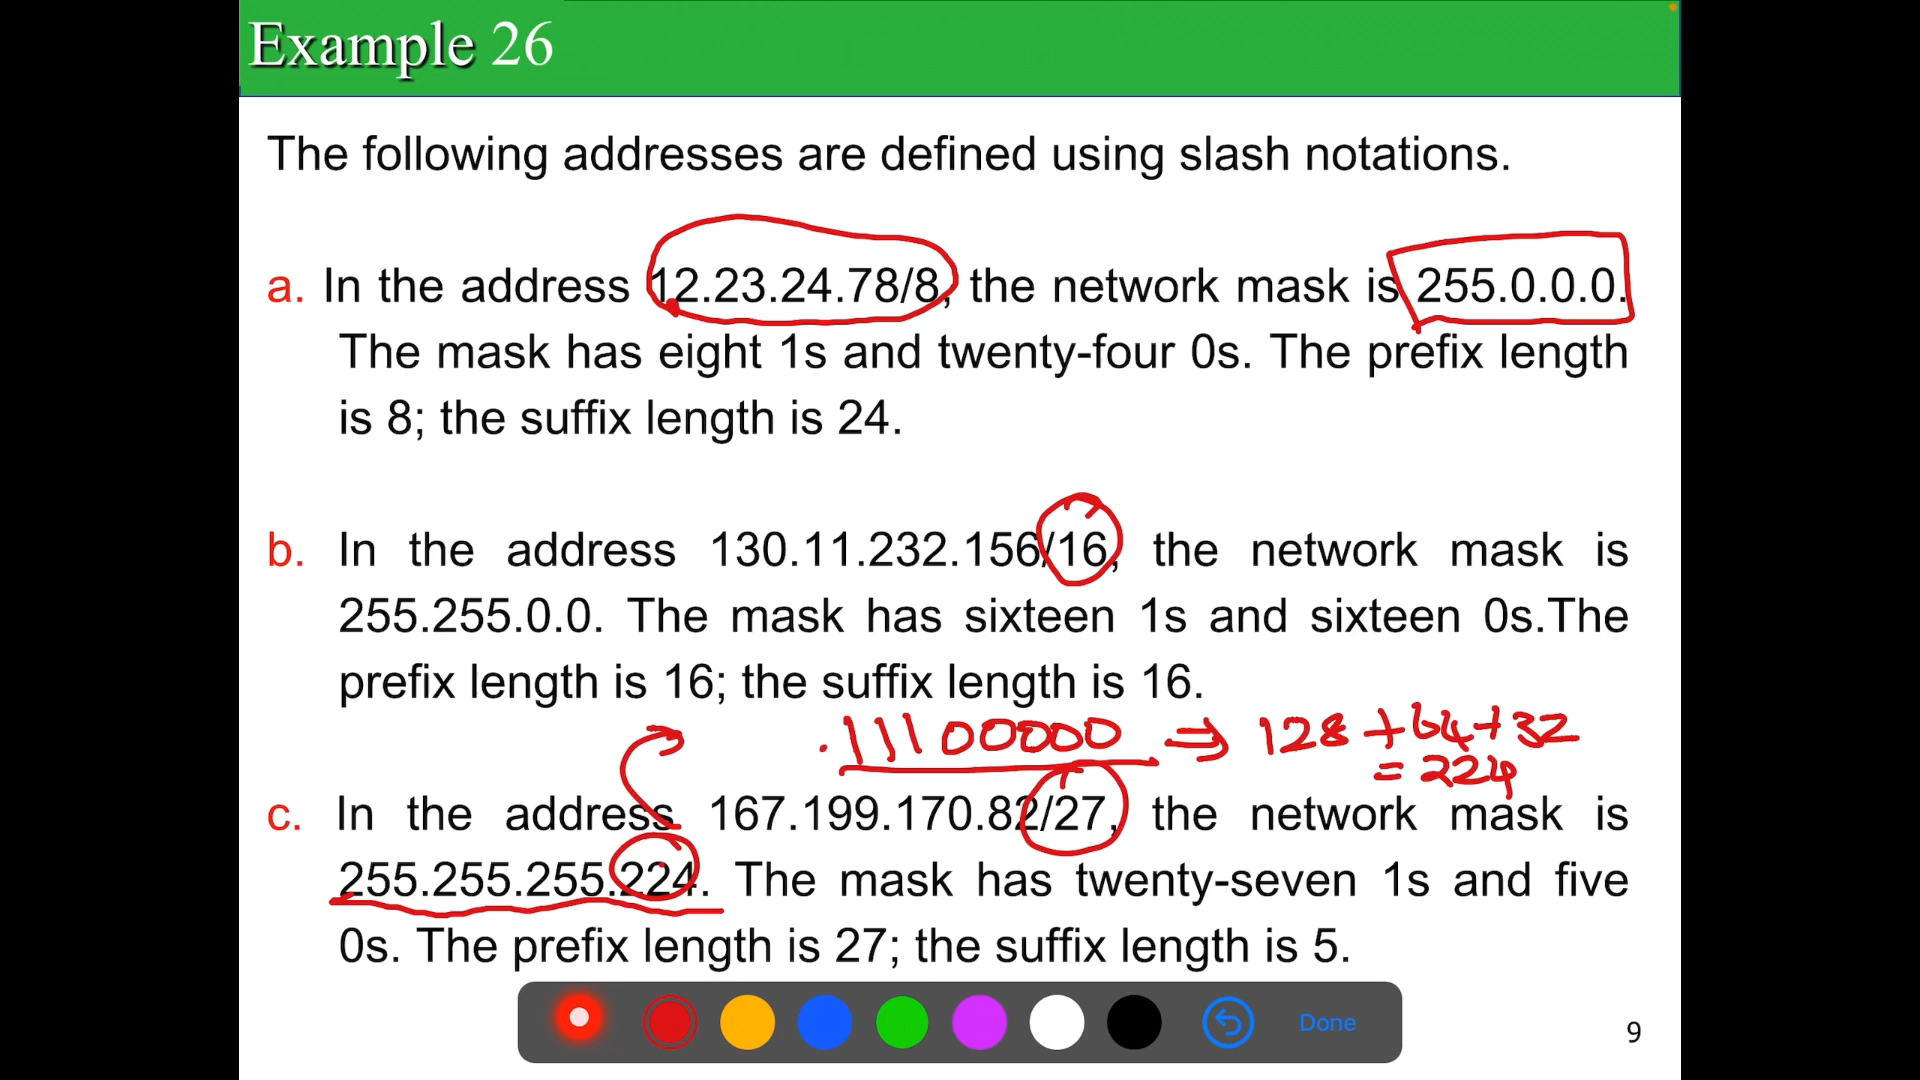 Example 26
The following addresses are defined using slash notations.
a. In the address 12.23.24.78/8, the network mask is 255.0.0.0.
The mask has eight 1s and twenty-four 0s. The prefix length
is 8; the suffix length is 24.
b. In the address 130.11.232.156/16, the network mask is
255.255.0.0. The mask has sixteen 1s and sixteen 0s.The
prefix length is 16; the suffix length is 16.
.11100000 ⇒ 128 + 64 + 32
= 224
c. In the address 167.199.170.82/27, the network mask is
255.255.255.224. The mask has twenty-seven 1s and five
0s. The prefix length is 27; the suffix length is 5.
Done
9